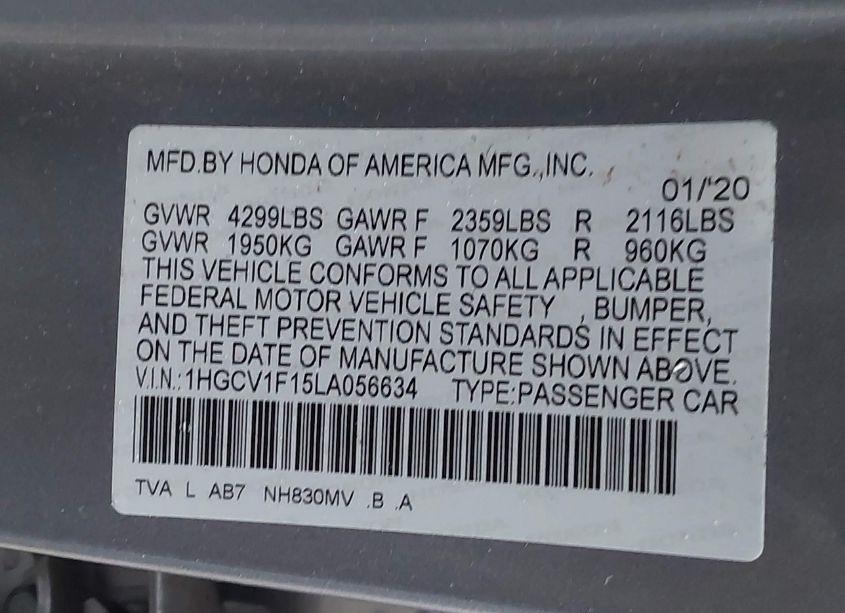 MFD.BY HONDA OF AMERICA MFG.,INC.
01/'20
GVWR 4299LBS GAWR F 2359LBS R 2116LBS
GVWR 1950KG GAWR F 1070KG R 960KG
THIS VEHICLE CONFORMS TO ALL APPLICABLE
FEDERAL MOTOR VEHICLE SAFETY , BUMPER,
AND THEFT PREVENTION STANDARDS IN EFFECT
ON THE DATE OF MANUFACTURE SHOWN ABOVE.
V.I.N.:1HGCV1F15LA056634 TYPE:PASSENGER CAR
TVA L AB7 NH830MV .B .A